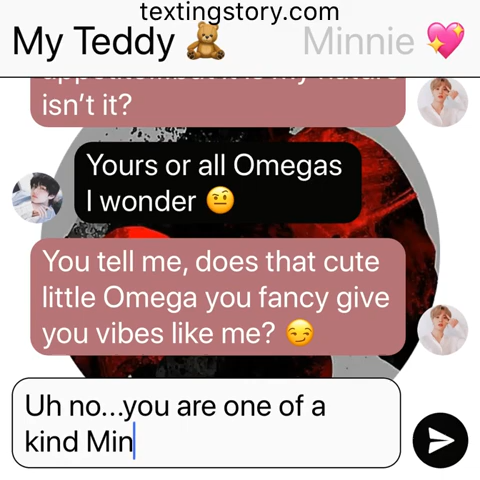 textingstory.com
My Teddy 🧸 Minnie 💖
isn't it?
Yours or all Omegas
I wonder 🤨
You tell me, does that cute
little Omega you fancy give
you vibes like me? 😏
Uh no...you are one of a
kind Min